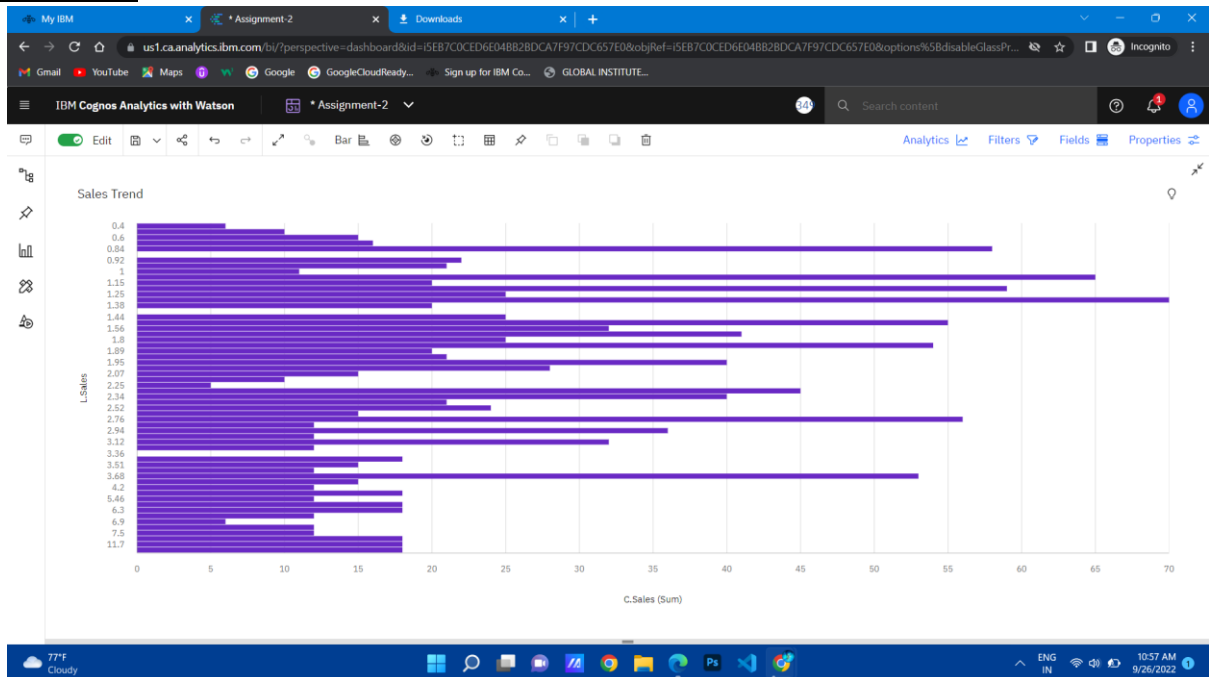 My IBM
* Assignment-2
Downloads
us1.ca.analytics.ibm.com/bi/?perspective=dashboard&id=i5EB7C0CED6E04BB2BDCA7F97CDC657E0&objRef=i5EB7C0CED6E04BB2BDCA7F97CDC657E0&options%5BdisableGlassPr...
Incognito
Gmail YouTube Maps Google GoogleCloudReady... Sign up for IBM Co... GLOBAL INSTITUTE...
IBM Cognos Analytics with Watson
* Assignment-2
349
Search content
1
Edit
Bar
Analytics
Filters
Fields
Properties
Sales Trend
L.Sales
0.4
0.6
0.84
0.92
1
1.15
1.25
1.38
1.44
1.56
1.8
1.89
1.95
2.07
2.25
2.34
2.52
2.76
2.94
3.12
3.36
3.51
3.68
4.2
5.46
6.3
6.9
7.5
11.7
0 5 10 15 20 25 30 35 40 45 50 55 60 65 70
C.Sales (Sum)
77°F
Cloudy
Ps
ENG
IN
10:57 AM
9/26/2022
1